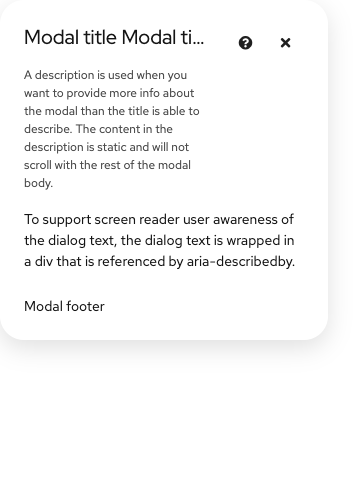 Modal title Modal ti...
A description is used when you
want to provide more info about
the modal than the title is able to
describe. The content in the
description is static and will not
scroll with the rest of the modal
body.
To support screen reader user awareness of
the dialog text, the dialog text is wrapped in
a div that is referenced by aria-describedby.
Modal footer